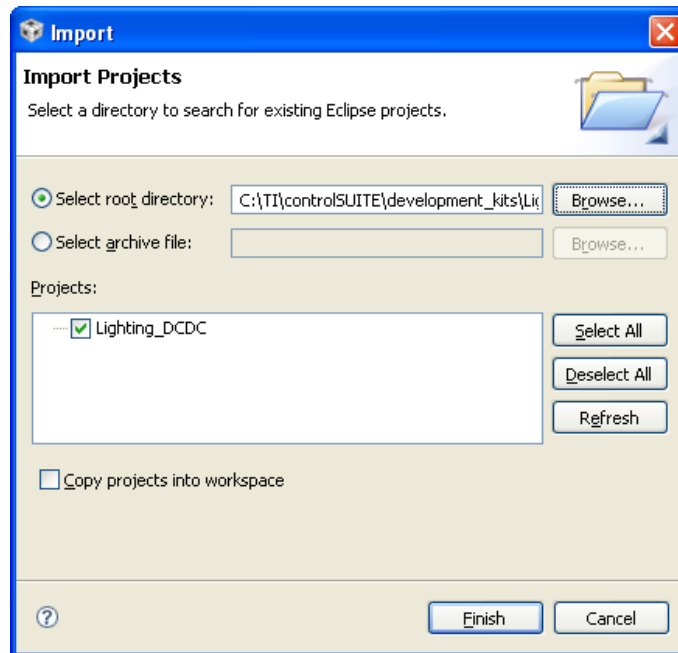 Import
Import Projects
Select a directory to search for existing Eclipse projects.
Select root directory: C:\TI\controlSUITE\development_kits\Lig Browse...
Select archive file: Browse...
Projects:
Lighting_DCDC
Select All
Deselect All
Refresh
Copy projects into workspace
Finish Cancel